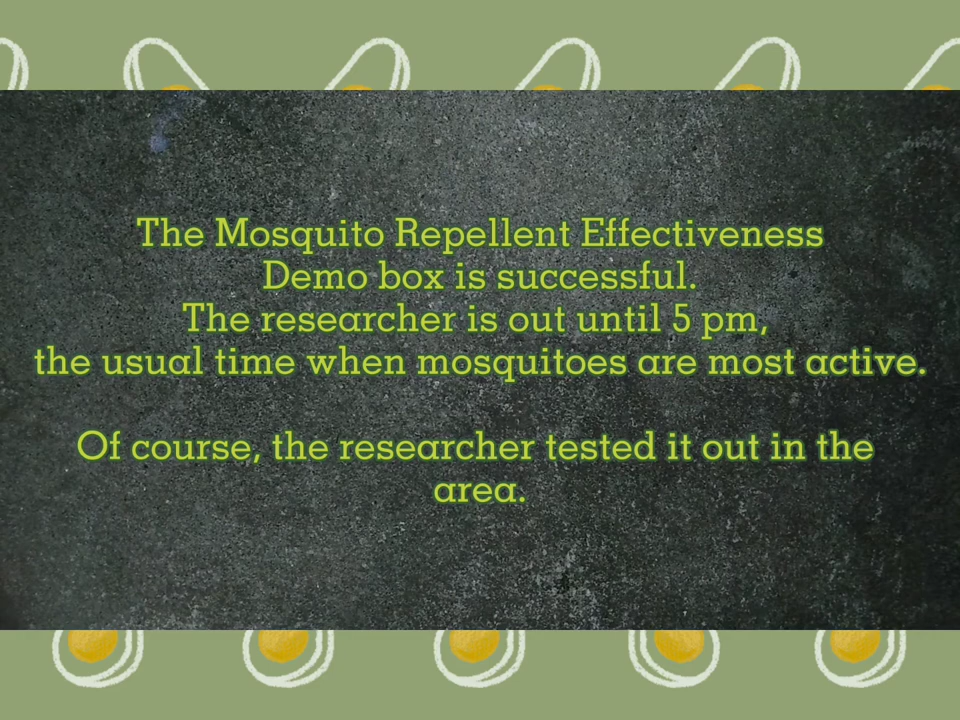 The Mosquito Repellent Effectiveness
Demo box is successful.
The researcher is out until 5 pm,
the usual time when mosquitoes are most active.
Of course, the researcher tested it out in the
area.